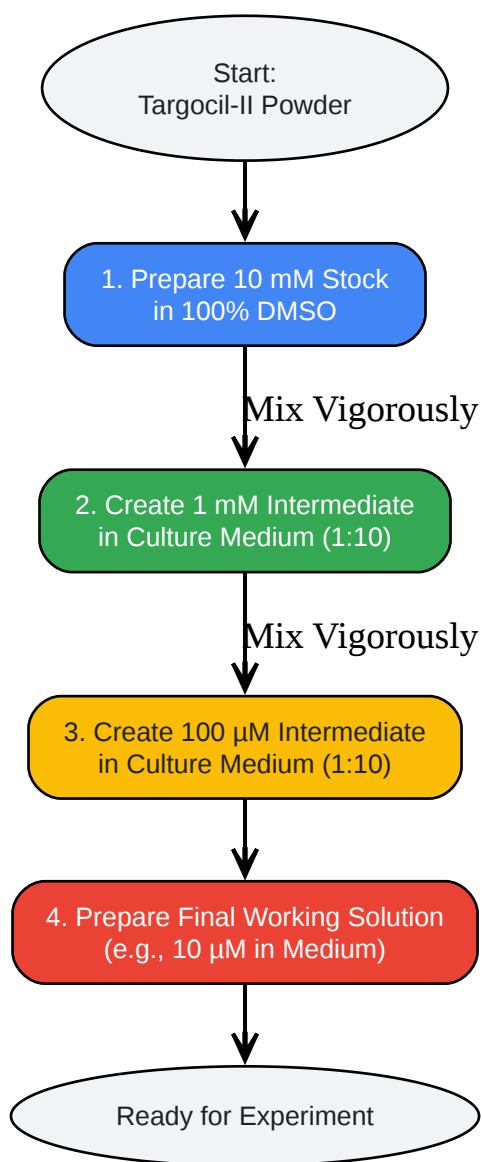 Start:
Targocil-II Powder
1. Prepare 10 mM Stock
in 100% DMSO
Mix Vigorously
2. Create 1 mM Intermediate
in Culture Medium (1:10)
Mix Vigorously
3. Create 100 µM Intermediate
in Culture Medium (1:10)
4. Prepare Final Working Solution
(e.g., 10 µM in Medium)
Ready for Experiment